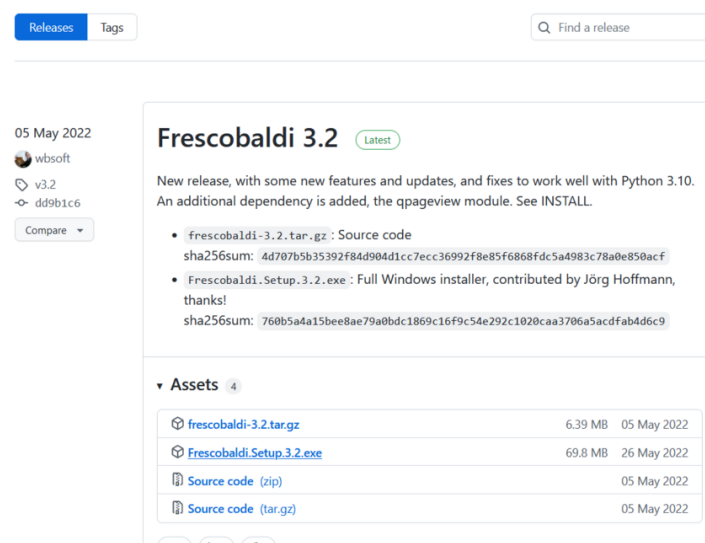 Releases Tags Find a release
05 May 2022
wbsoft
v3.2
dd9b1c6
Compare
Frescobaldi 3.2 Latest
New release, with some new features and updates, and fixes to work well with Python 3.10.
An additional dependency is added, the qpageview module. See INSTALL.
• frescobaldi-3.2.tar.gz : Source code
sha256sum: 4d707b5b35392f84d904d1cc7ecc36992f8e85f6868fdc5a4983c78a0e850acf
• Frescobaldi.Setup.3.2.exe : Full Windows installer, contributed by Jörg Hoffmann,
thanks!
sha256sum: 760b5a4a15bee8ae79a0bdc1869c16f9c54e292c1020caa3706a5acdfab4d6c9
Assets 4
frescobaldi-3.2.tar.gz 6.39 MB 05 May 2022
Frescobaldi.Setup.3.2.exe 69.8 MB 26 May 2022
Source code (zip) 05 May 2022
Source code (tar.gz) 05 May 2022